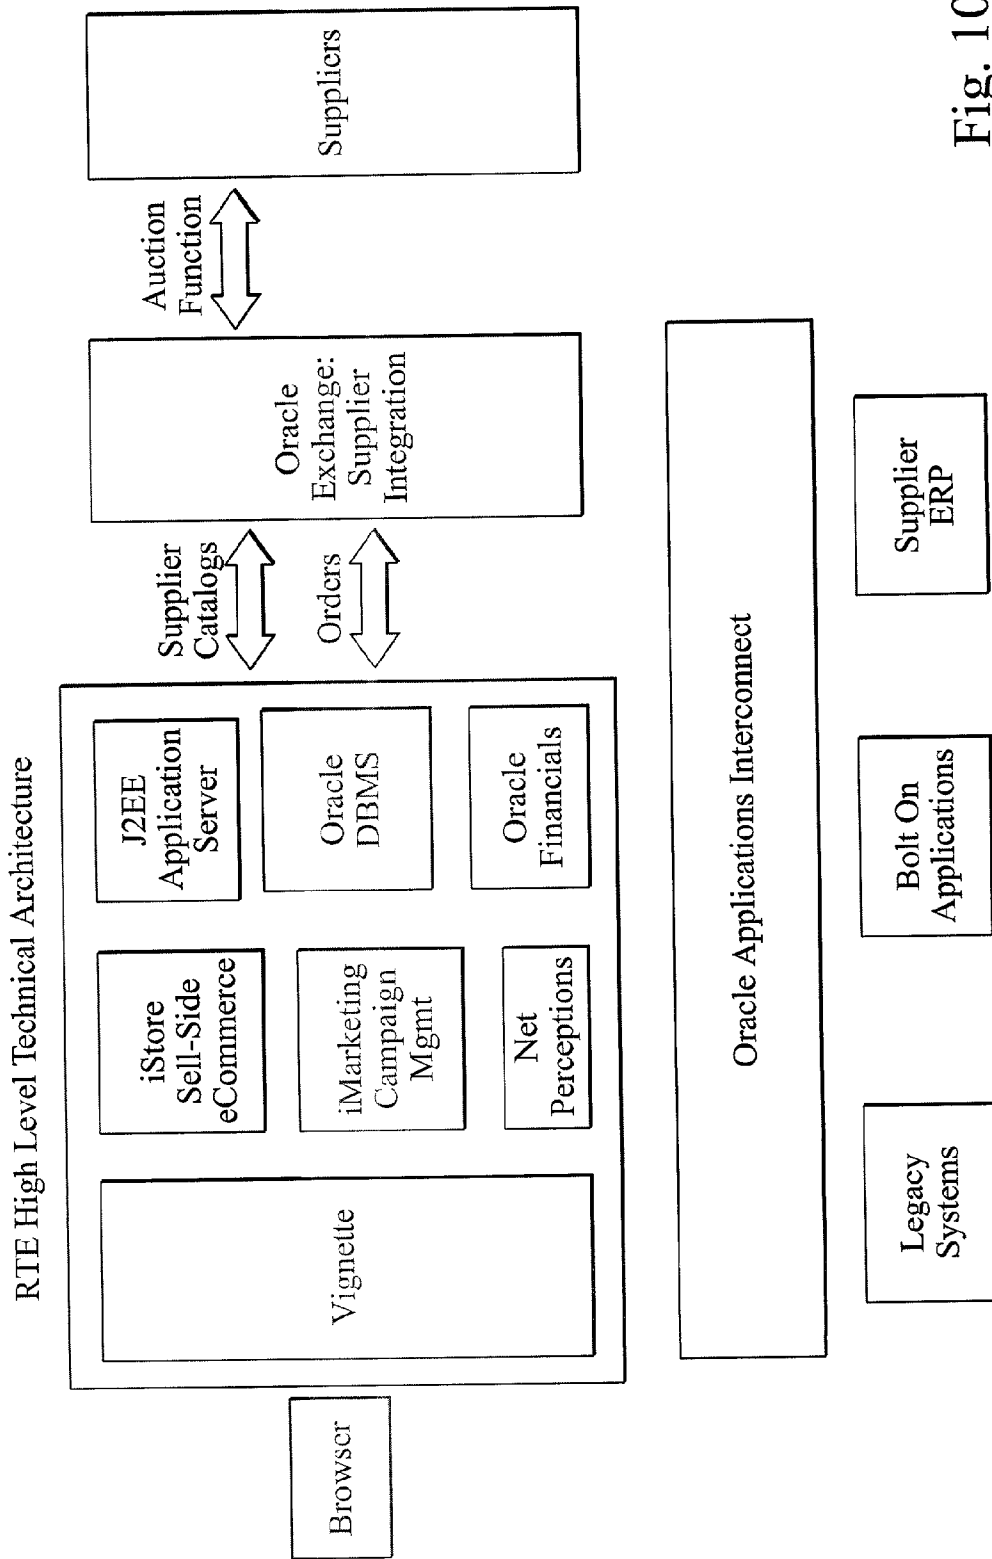 RTE High Level Technical Architecture
Browser
Vignette
iStore
Sell-Side
eCommerce
iMarketing
Campaign
Mgmt
Net
Perceptions
J2EE
Application
Server
Oracle
DBMS
Oracle
Financials
Supplier
Catalogs
Orders
Oracle
Exchange:
Supplier
Integration
Auction
Function
Suppliers
Oracle Applications Interconnect
Legacy
Systems
Bolt On
Applications
Supplier
ERP
Fig. 10